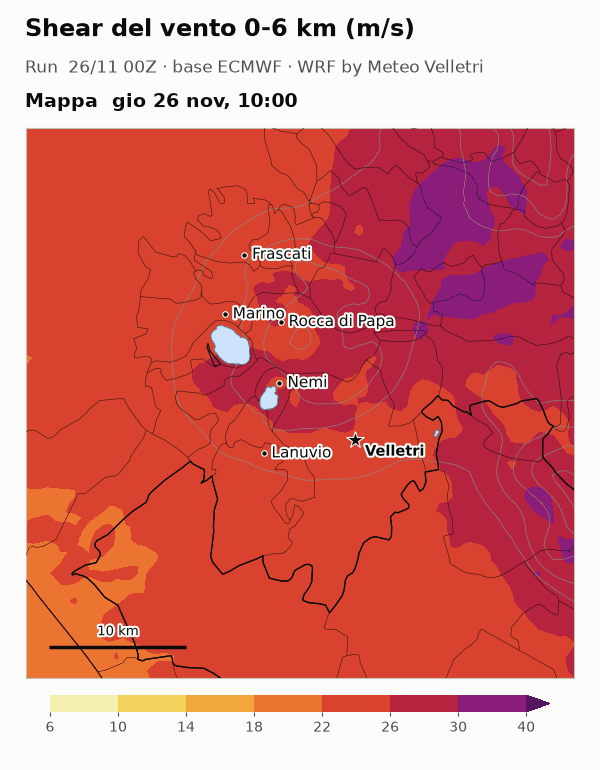 Shear del vento 0-6 km (m/s)
Run  26/11 00Z · base ECMWF · WRF by Meteo Velletri
Mappa  gio 26 nov, 10:00
Frascati
Marino
Rocca di Papa
Nemi
Velletri
Lanuvio
10 km
6 10 14 18 22 26 30 40